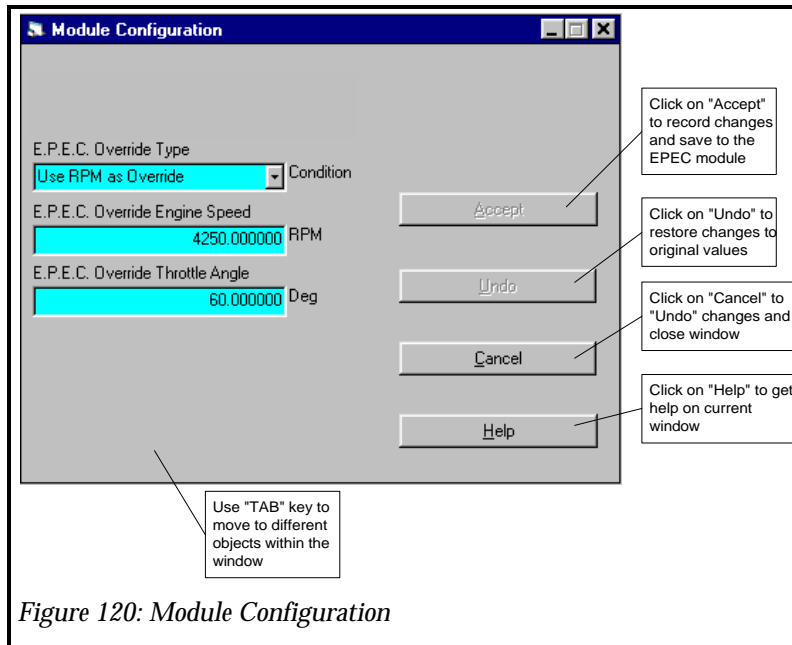 Module Configuration
E.P.E.C. Override Type
Use RPM as Override
Condition
E.P.E.C. Override Engine Speed
4250.000000
RPM
E.P.E.C. Override Throttle Angle
60.000000
Deg
Accept
Undo
Cancel
Help
Click on "Accept"
to record changes
and save to the
EPEC module
Click on "Undo" to
restore changes to
original values
Click on "Cancel" to
"Undo" changes and
close window
Click on "Help" to get
help on current
window
Use "TAB" key to
move to different
objects within the
window
Figure 120: Module Configuration